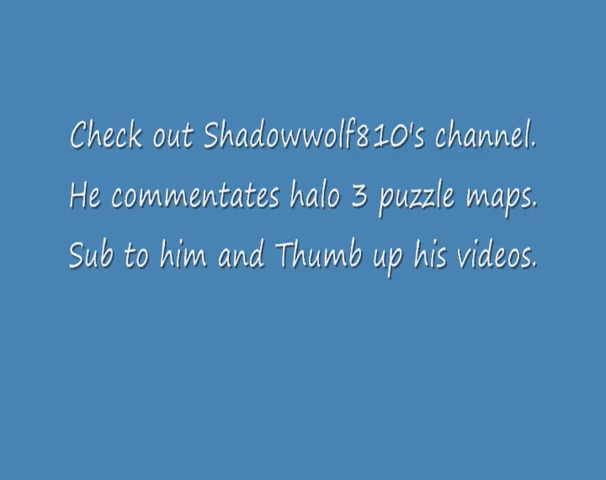 Check out Shadowwolf810's channel.
He commentates halo 3 puzzle maps.
Sub to him and Thumb up his videos.